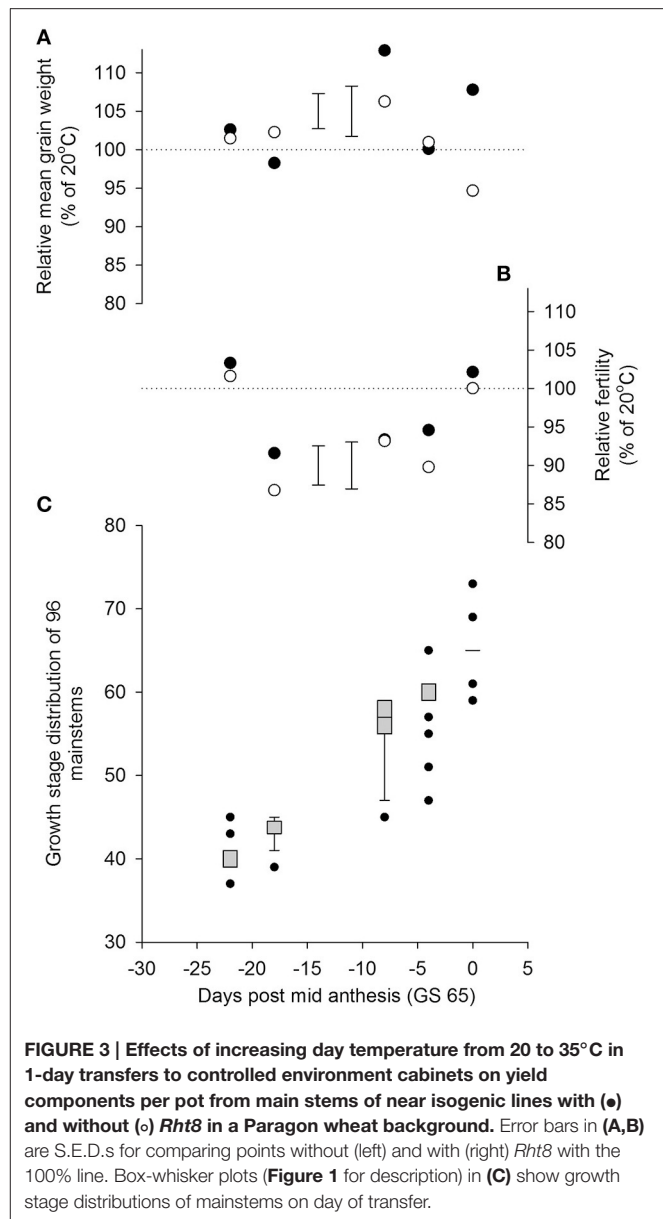 A
Relative mean grain weight
(% of 20°C)
110
105
100
95
90
85
80
B
Relative fertility
(% of 20°C)
110
105
100
95
90
85
80
C
Growth stage distribution of 96
mainstems
80
70
60
50
40
30
-30 -25 -20 -15 -10 -5 0 5
Days post mid anthesis (GS 65)
FIGURE 3 | Effects of increasing day temperature from 20 to 35°C in
1-day transfers to controlled environment cabinets on yield
components per pot from main stems of near isogenic lines with (●)
and without (○) Rht8 in a Paragon wheat background. Error bars in (A,B)
are S.E.D.s for comparing points without (left) and with (right) Rht8 with the
100% line. Box-whisker plots (Figure 1 for description) in (C) show growth
stage distributions of mainstems on day of transfer.